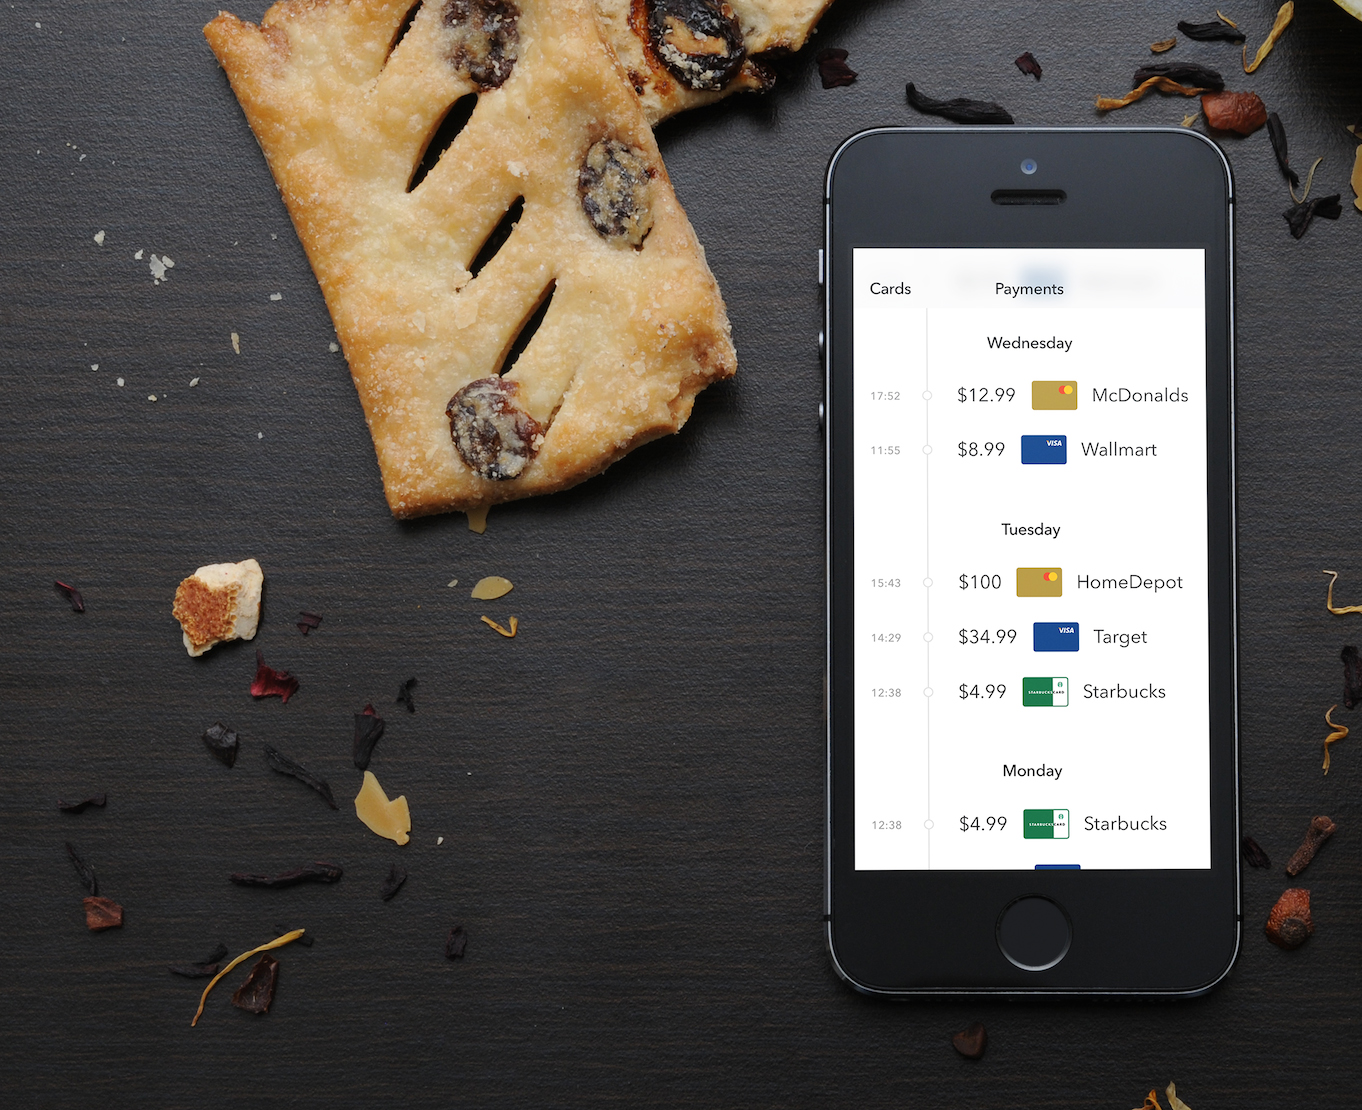 Cards Payments
Wednesday
17:52 $12.99 McDonalds
11:55 $8.99 VISA Wallmart
Tuesday
15:43 $100 HomeDepot
14:29 $34.99 VISA Target
12:38 $4.99 STARBUCKS CARD Starbucks
Monday
12:38 $4.99 STARBUCKS CARD Starbucks